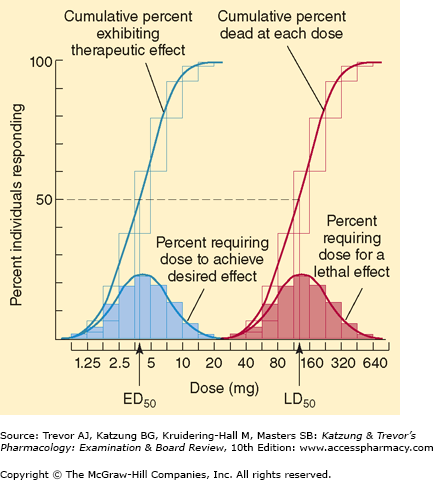 Cumulative percent
exhibiting
therapeutic effect
Cumulative percent
dead at each dose
Percent individuals responding
100
50
Percent requiring
dose to achieve
desired effect
Percent
requiring
dose for a
lethal effect
1.25 2.5 5 10 20 40 80 160 320 640
Dose (mg)
ED50
LD50
Source: Trevor AJ, Katzung BG, Kruidering-Hall M, Masters SB: Katzung & Trevor's
Pharmacology: Examination & Board Review, 10th Edition: www.accesspharmacy.com
Copyright © The McGraw-Hill Companies, Inc. All rights reserved.